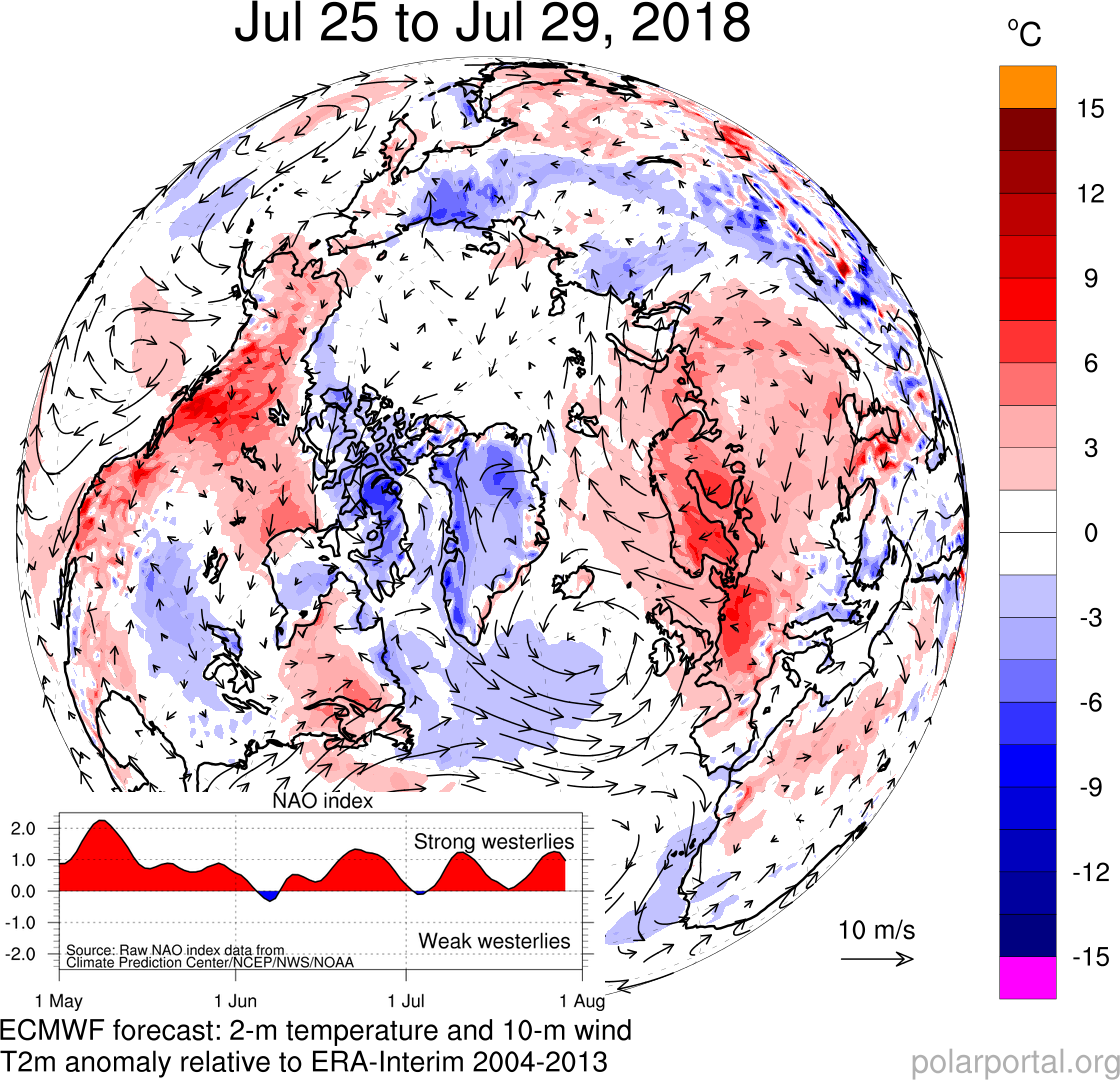 Jul 25 to Jul 29, 2018
ºC
15
12
9
6
3
0
-3
-6
-9
-12
-15
10 m/s
NAO index
2.0
1.0
0.0
-1.0
-2.0
Strong westerlies
Weak westerlies
Source: Raw NAO index data from
Climate Prediction Center/NCEP/NWS/NOAA
1 May 1 Jun 1 Jul 1 Aug
ECMWF forecast: 2-m temperature and 10-m wind
T2m anomaly relative to ERA-Interim 2004-2013
polarportal.org